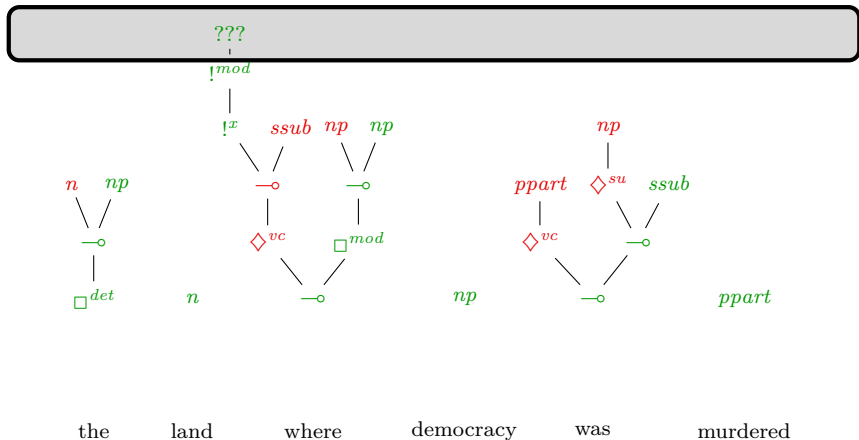 ???
!^{mod}
!^x ssub np np np
n np ⊸ ⊸ ppart ◇^{su} ssub
⊸ ◇^{vc} □^{mod} ◇^{vc} ⊸
□^{det} n ⊸ np ⊸ ppart
the land where democracy was murdered